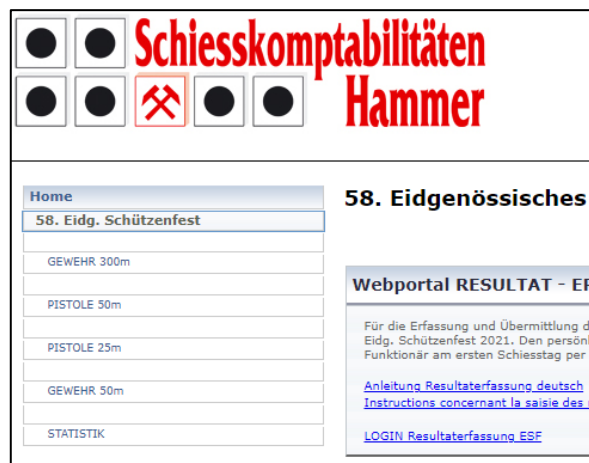 Schiesskomptabilitäten
Hammer
Home
58. Eidg. Schützenfest
GEWEHR 300m
PISTOLE 50m
PISTOLE 25m
GEWEHR 50m
STATISTIK
58. Eidgenössisches
Webportal RESULTAT - 
Für die Erfassung und Übermittlung
Eidg. Schützenfest 2021. Den
Funktionär am ersten Schiesstag per
Anleitung Resultaterfassung deutsch
Instructions concernant la saisie des
LOGIN Resultaterfassung ESF